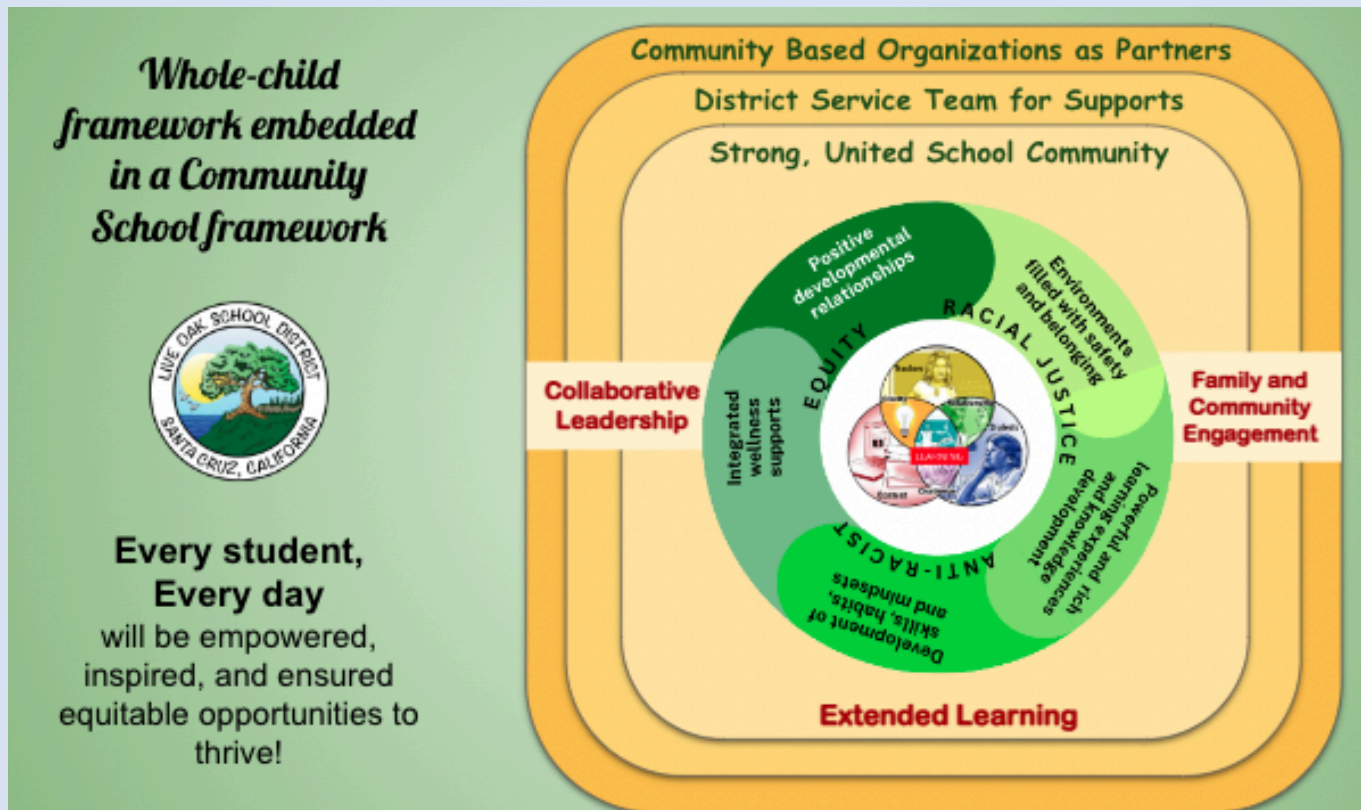 Whole-child
framework embedded
in a Community
School framework
LIVE OAK SCHOOL DISTRICT
SANTA CRUZ, CALIFORNIA
Every student,
Every day
will be empowered,
inspired, and ensured
equitable opportunities to
thrive!
Community Based Organizations as Partners
District Service Team for Supports
Strong, United School Community
Positive
developmental
relationships
Environments
filled with safety
and belonging
Powerful and rich
learning experiences
and knowledge
development
Development of
skills, habits,
and mindsets
Integrated
wellness
supports
EQUITY
RACIAL JUSTICE
ANTI-RACIST
LEARNING
Collaborative
Leadership
Family and
Community
Engagement
Extended Learning